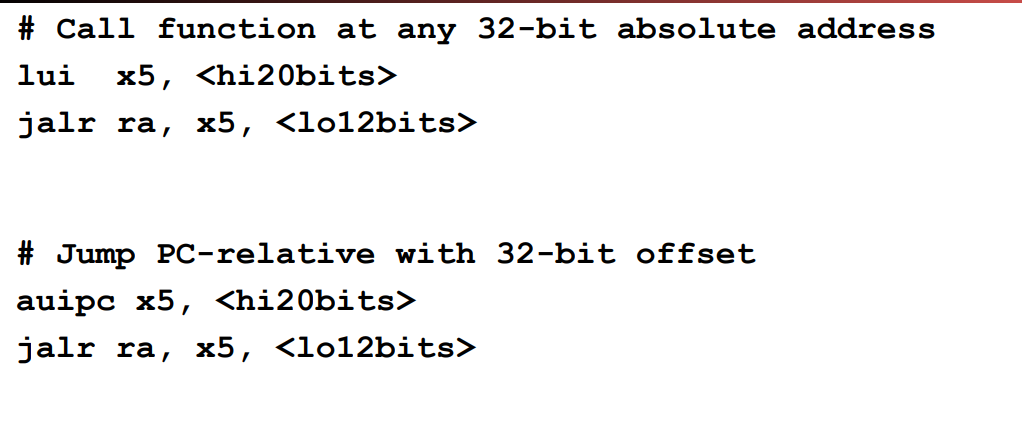 # Call function at any 32-bit absolute address
lui x5, <hi20bits>
jalr ra, x5, <lo12bits>
# Jump PC-relative with 32-bit offset
auipc x5, <hi20bits>
jalr ra, x5, <lo12bits>